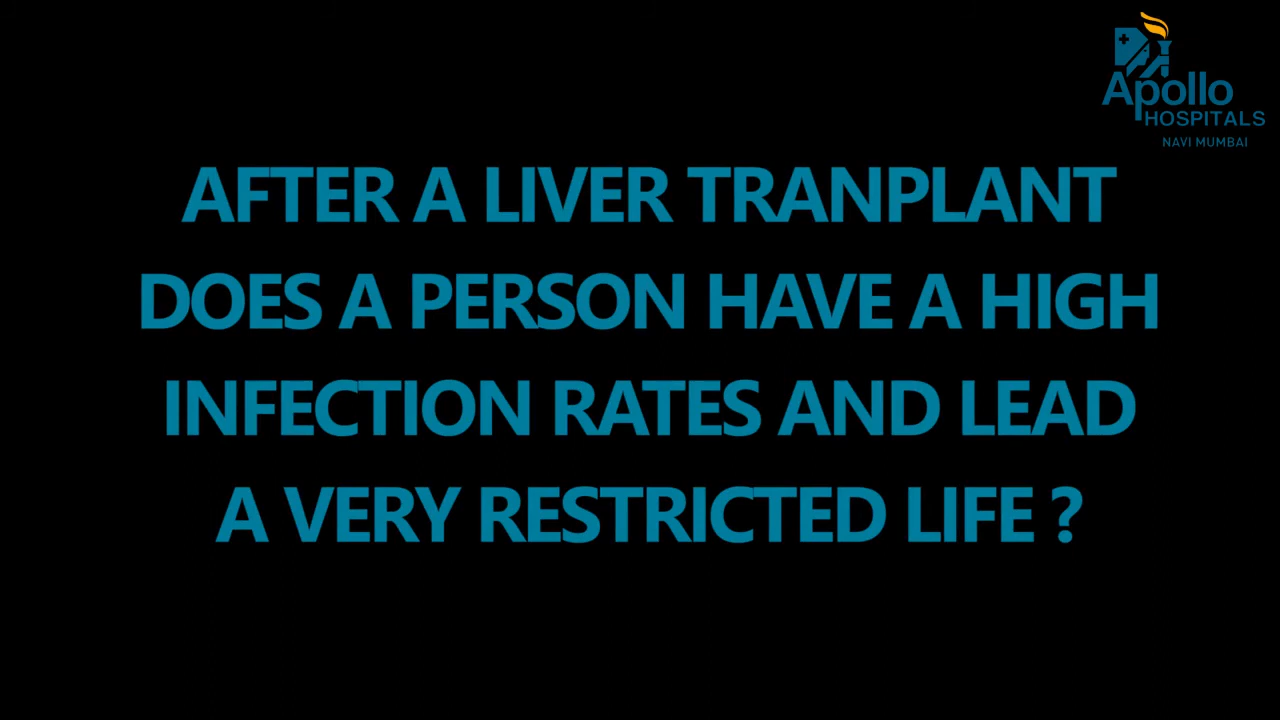 Apollo
HOSPITALS
NAVI MUMBAI
AFTER A LIVER TRANPLANT
DOES A PERSON HAVE A HIGH
INFECTION RATES AND LEAD
A VERY RESTRICTED LIFE ?